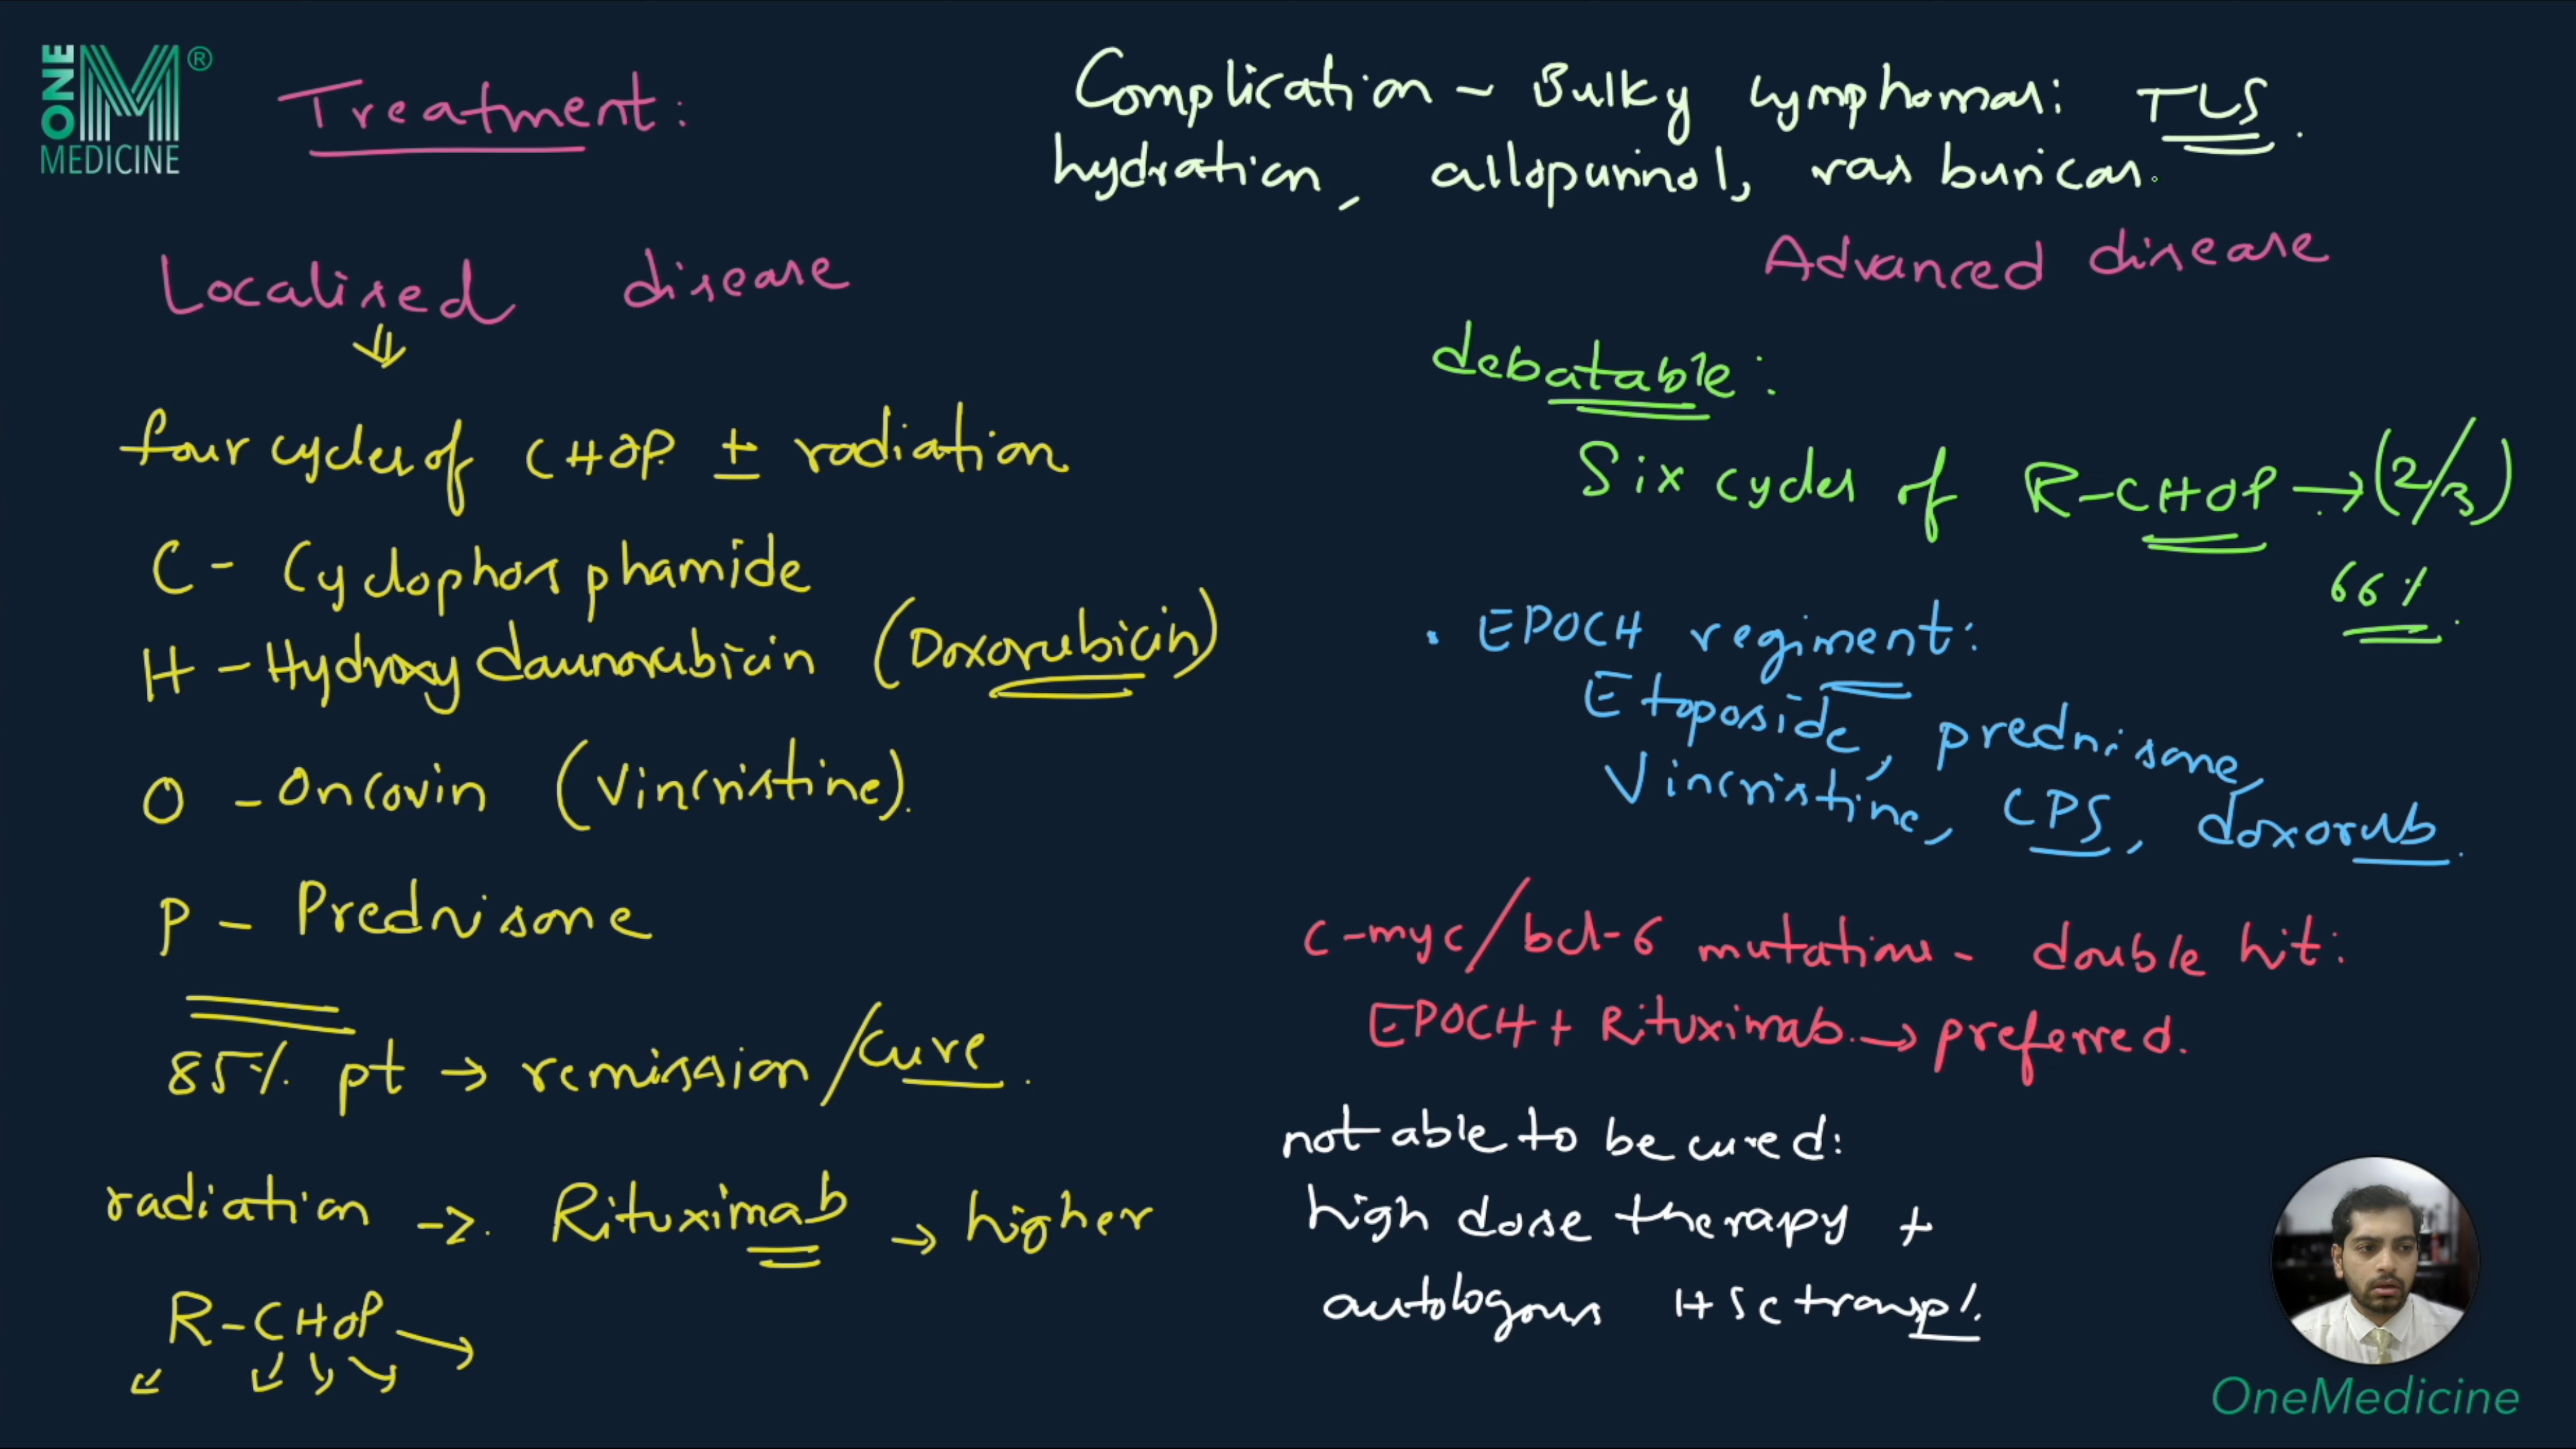 ONE MEDICINE ®
Treatment:
Complication ~ Bulky lymphomas: TLS.
hydration, allopurinol, rasburicas.
Localised disease
four cycles of CHOP ± radiation
C - Cyclophosphamide
H - Hydroxydaunorubicin (Doxorubicin)
O - Oncovin (Vincristine).
P - Prednisone
85% pt → remission/cure.
radiation → Rituximab → higher
R-CHOP →
Advanced disease
debatable:
Six cycles of R-CHOP → (2/3)
66%.
• EPOCH regiment:
Etoposide, prednisone,
Vincristine, CPS, doxorub.
c-myc/bcl-6 mutations - double hit:
EPOCH + Rituximab. → preferred.
not able to be cured:
high dose therapy +
autologous HSC transpl.
OneMedicine